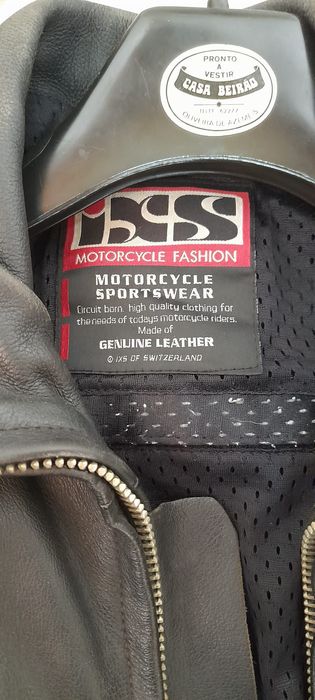 PRONTO
A
VESTIR
CASA BEIRÃO
OLIVEIRA DE AZEMÉIS
ixs
MOTORCYCLE FASHION
MOTORCYCLE
SPORTSWEAR
Circuit born. high quality clothing for
the needs of todays motorcycle riders.
Made of
GENUINE LEATHER
© IXS OF SWITZERLAND